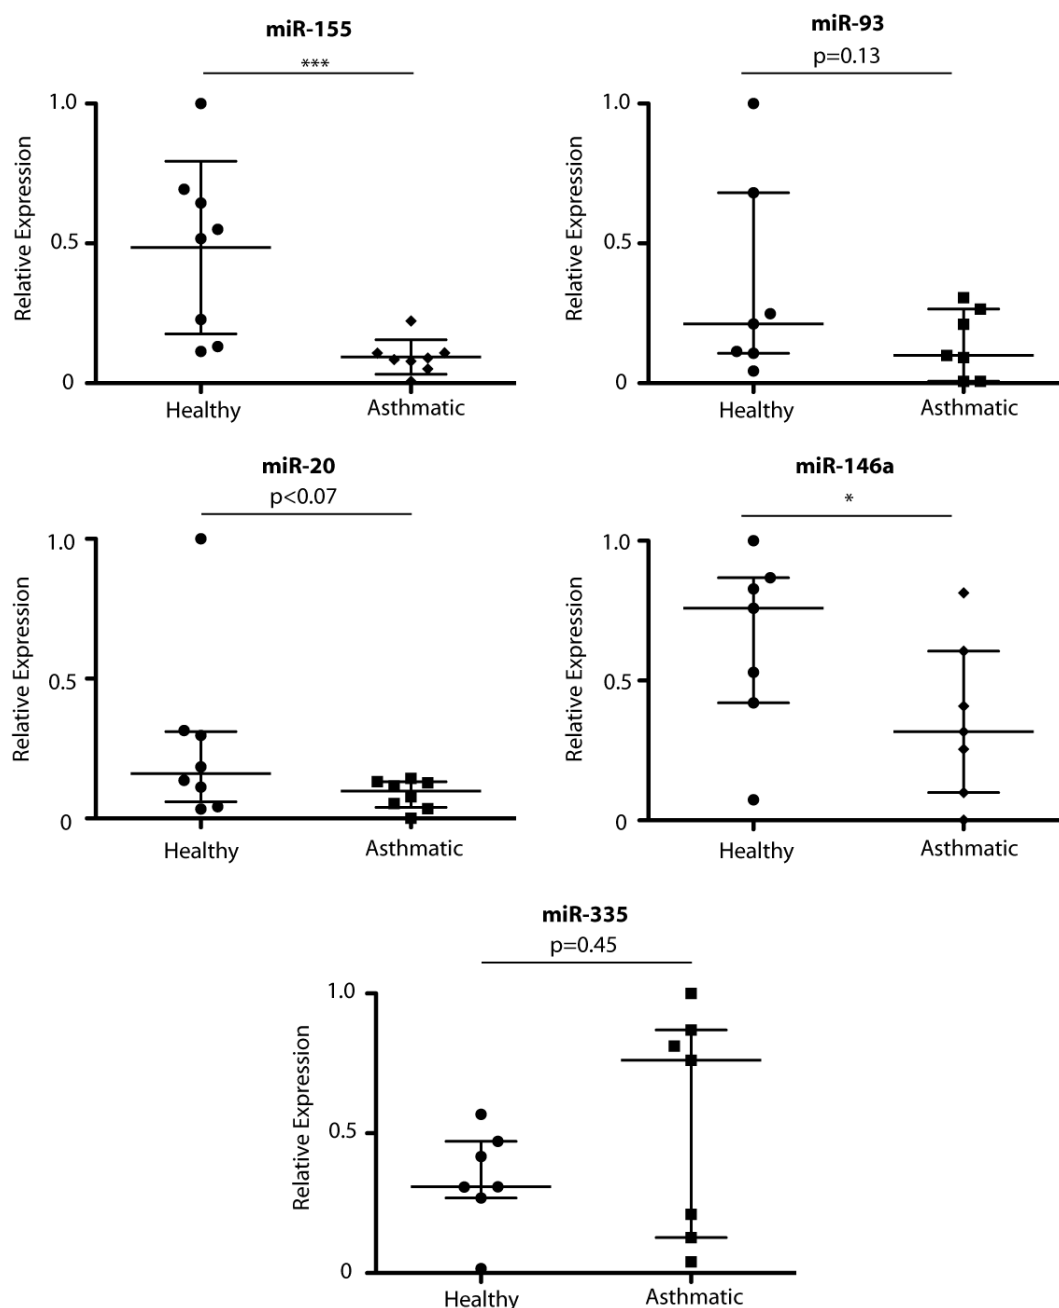 miR-155
***
1.0
0.5
0
Relative Expression
Healthy
Asthmatic
miR-93
p=0.13
1.0
0.5
0
Relative Expression
Healthy
Asthmatic
miR-20
p<0.07
1.0
0.5
0
Relative Expression
Healthy
Asthmatic
miR-146a
*
1.0
0.5
0
Relative Expression
Healthy
Asthmatic
miR-335
p=0.45
1.0
0.5
0
Relative Expression
Healthy
Asthmatic